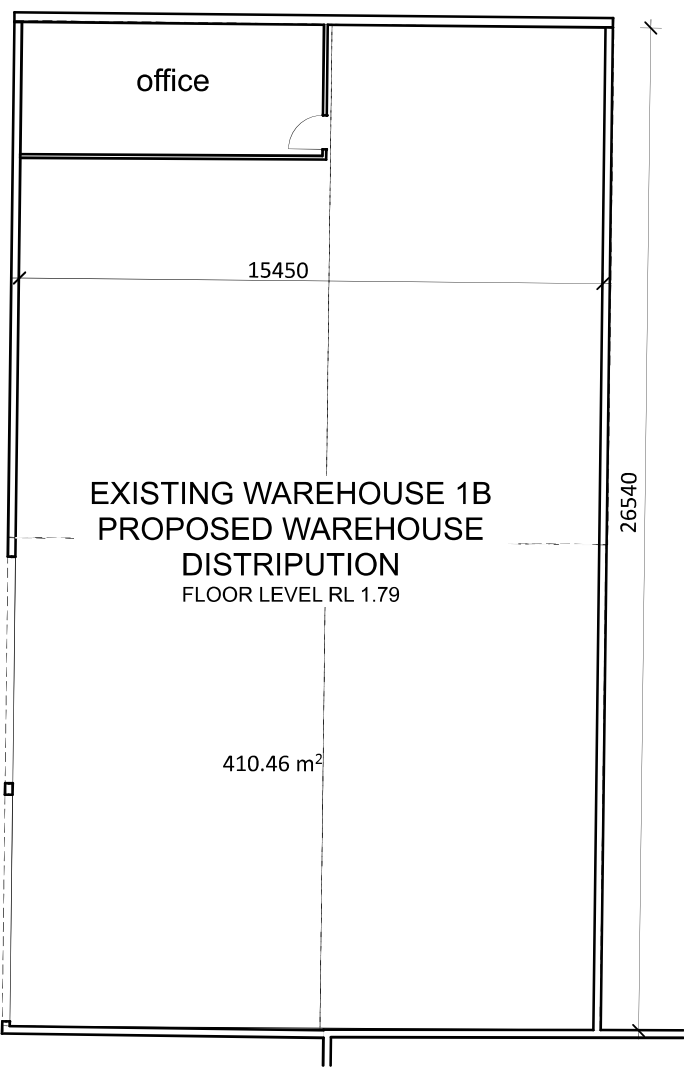 office
15450
EXISTING WAREHOUSE 1B
PROPOSED WAREHOUSE
DISTRIPUTION
FLOOR LEVEL RL 1.79
26540
410.46 m²